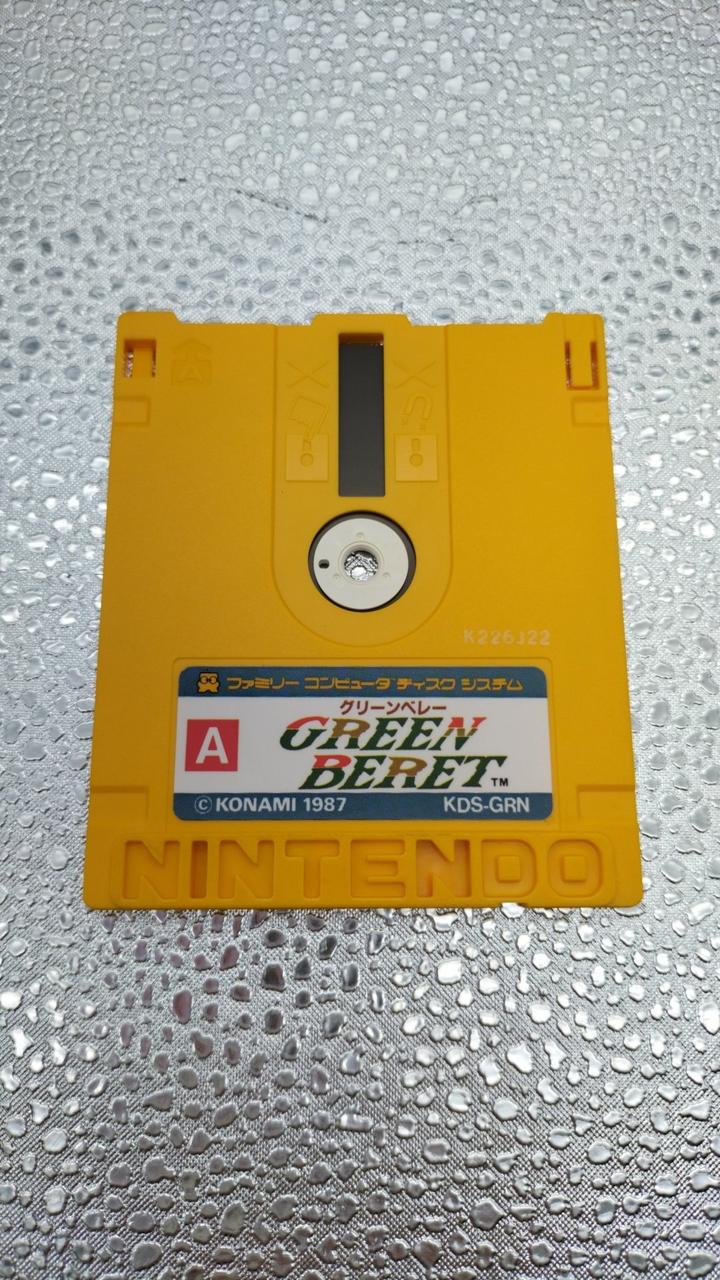 A
K226J22
ファミリー コンピュータ ディスク システム
グリーンベレー
A
GREEN
BERET™
© KONAMI 1987
KDS-GRN
NINTENDO